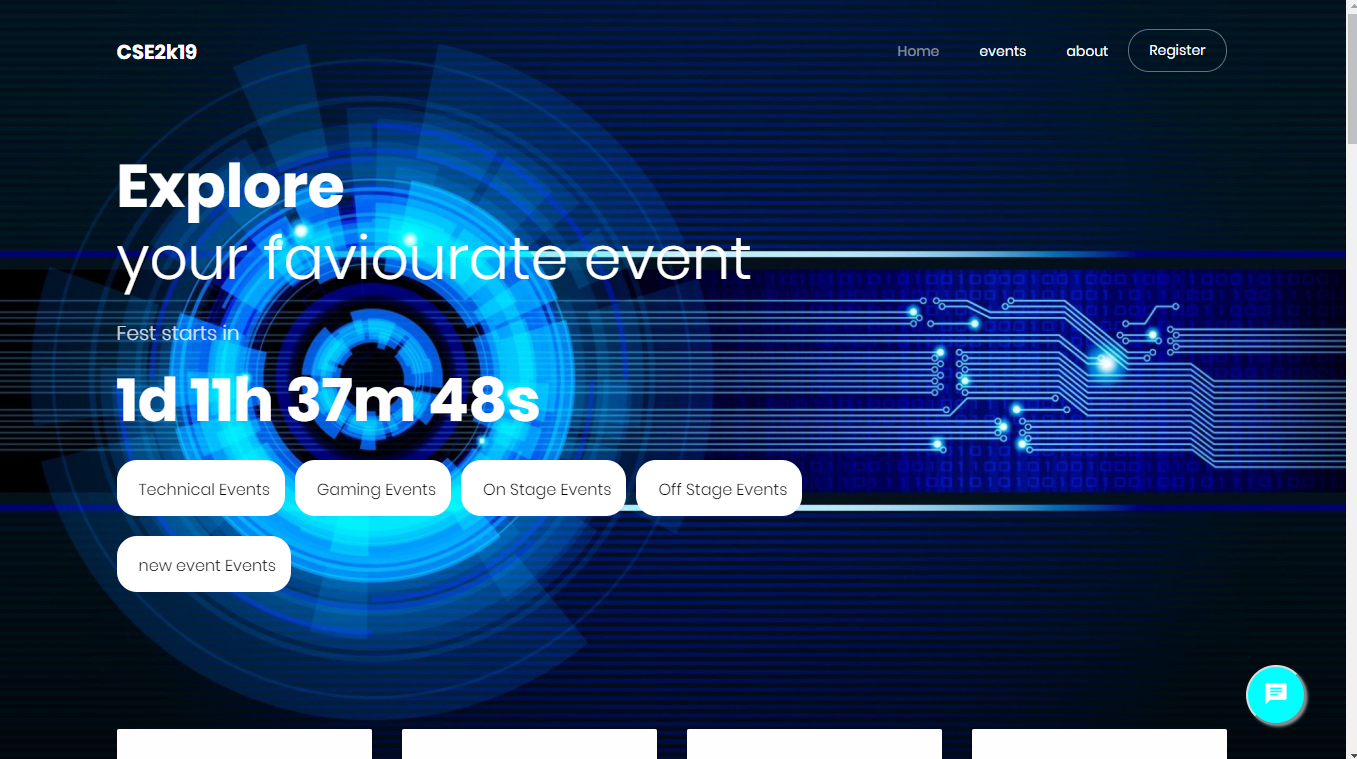 CSE2k19
Home events about Register
Explore
your faviourate event
Fest starts in
1d 11h 37m 48s
Technical Events Gaming Events On Stage Events Off Stage Events
new event Events